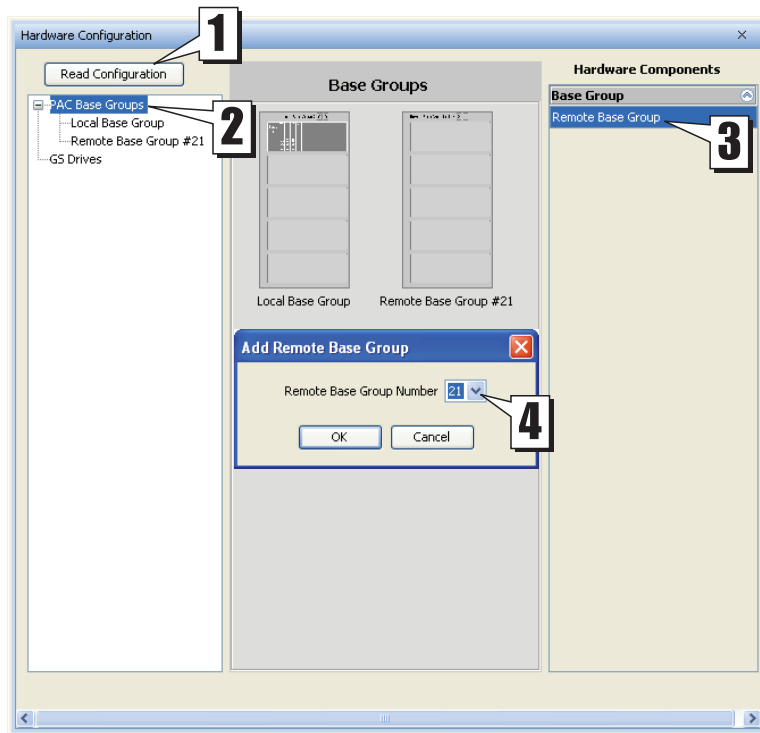 Hardware Configuration
1
Read Configuration
PAC Base Groups
2
Local Base Group
Remote Base Group #21
GS Drives
Base Groups
Local Base Group
Remote Base Group #21
Hardware Components
Base Group
Remote Base Group
3
Add Remote Base Group
Remote Base Group Number 21
4
OK
Cancel